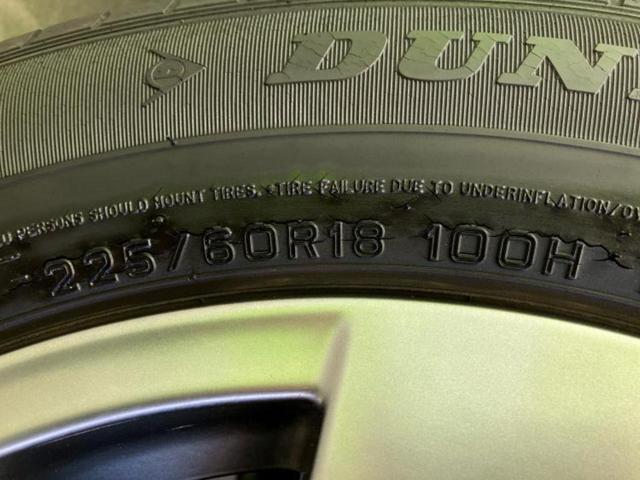 DUN
PERSONS SHOULD MOUNT TIRES. •TIRE FAILURE DUE TO UNDERINFLATION/OV
225/60R18 100H